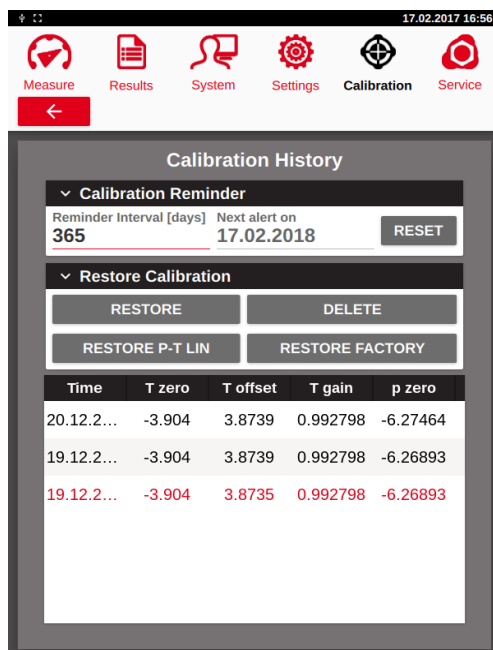 17.02.2017 16:56
Measure Results System Settings Calibration Service
Calibration History
Calibration Reminder
Reminder Interval [days] Next alert on
365 17.02.2018 RESET
Restore Calibration
RESTORE DELETE
RESTORE P-T LIN RESTORE FACTORY
Time T zero T offset T gain p zero
20.12.2... -3.904 3.8739 0.992798 -6.27464
19.12.2... -3.904 3.8739 0.992798 -6.26893
19.12.2... -3.904 3.8735 0.992798 -6.26893